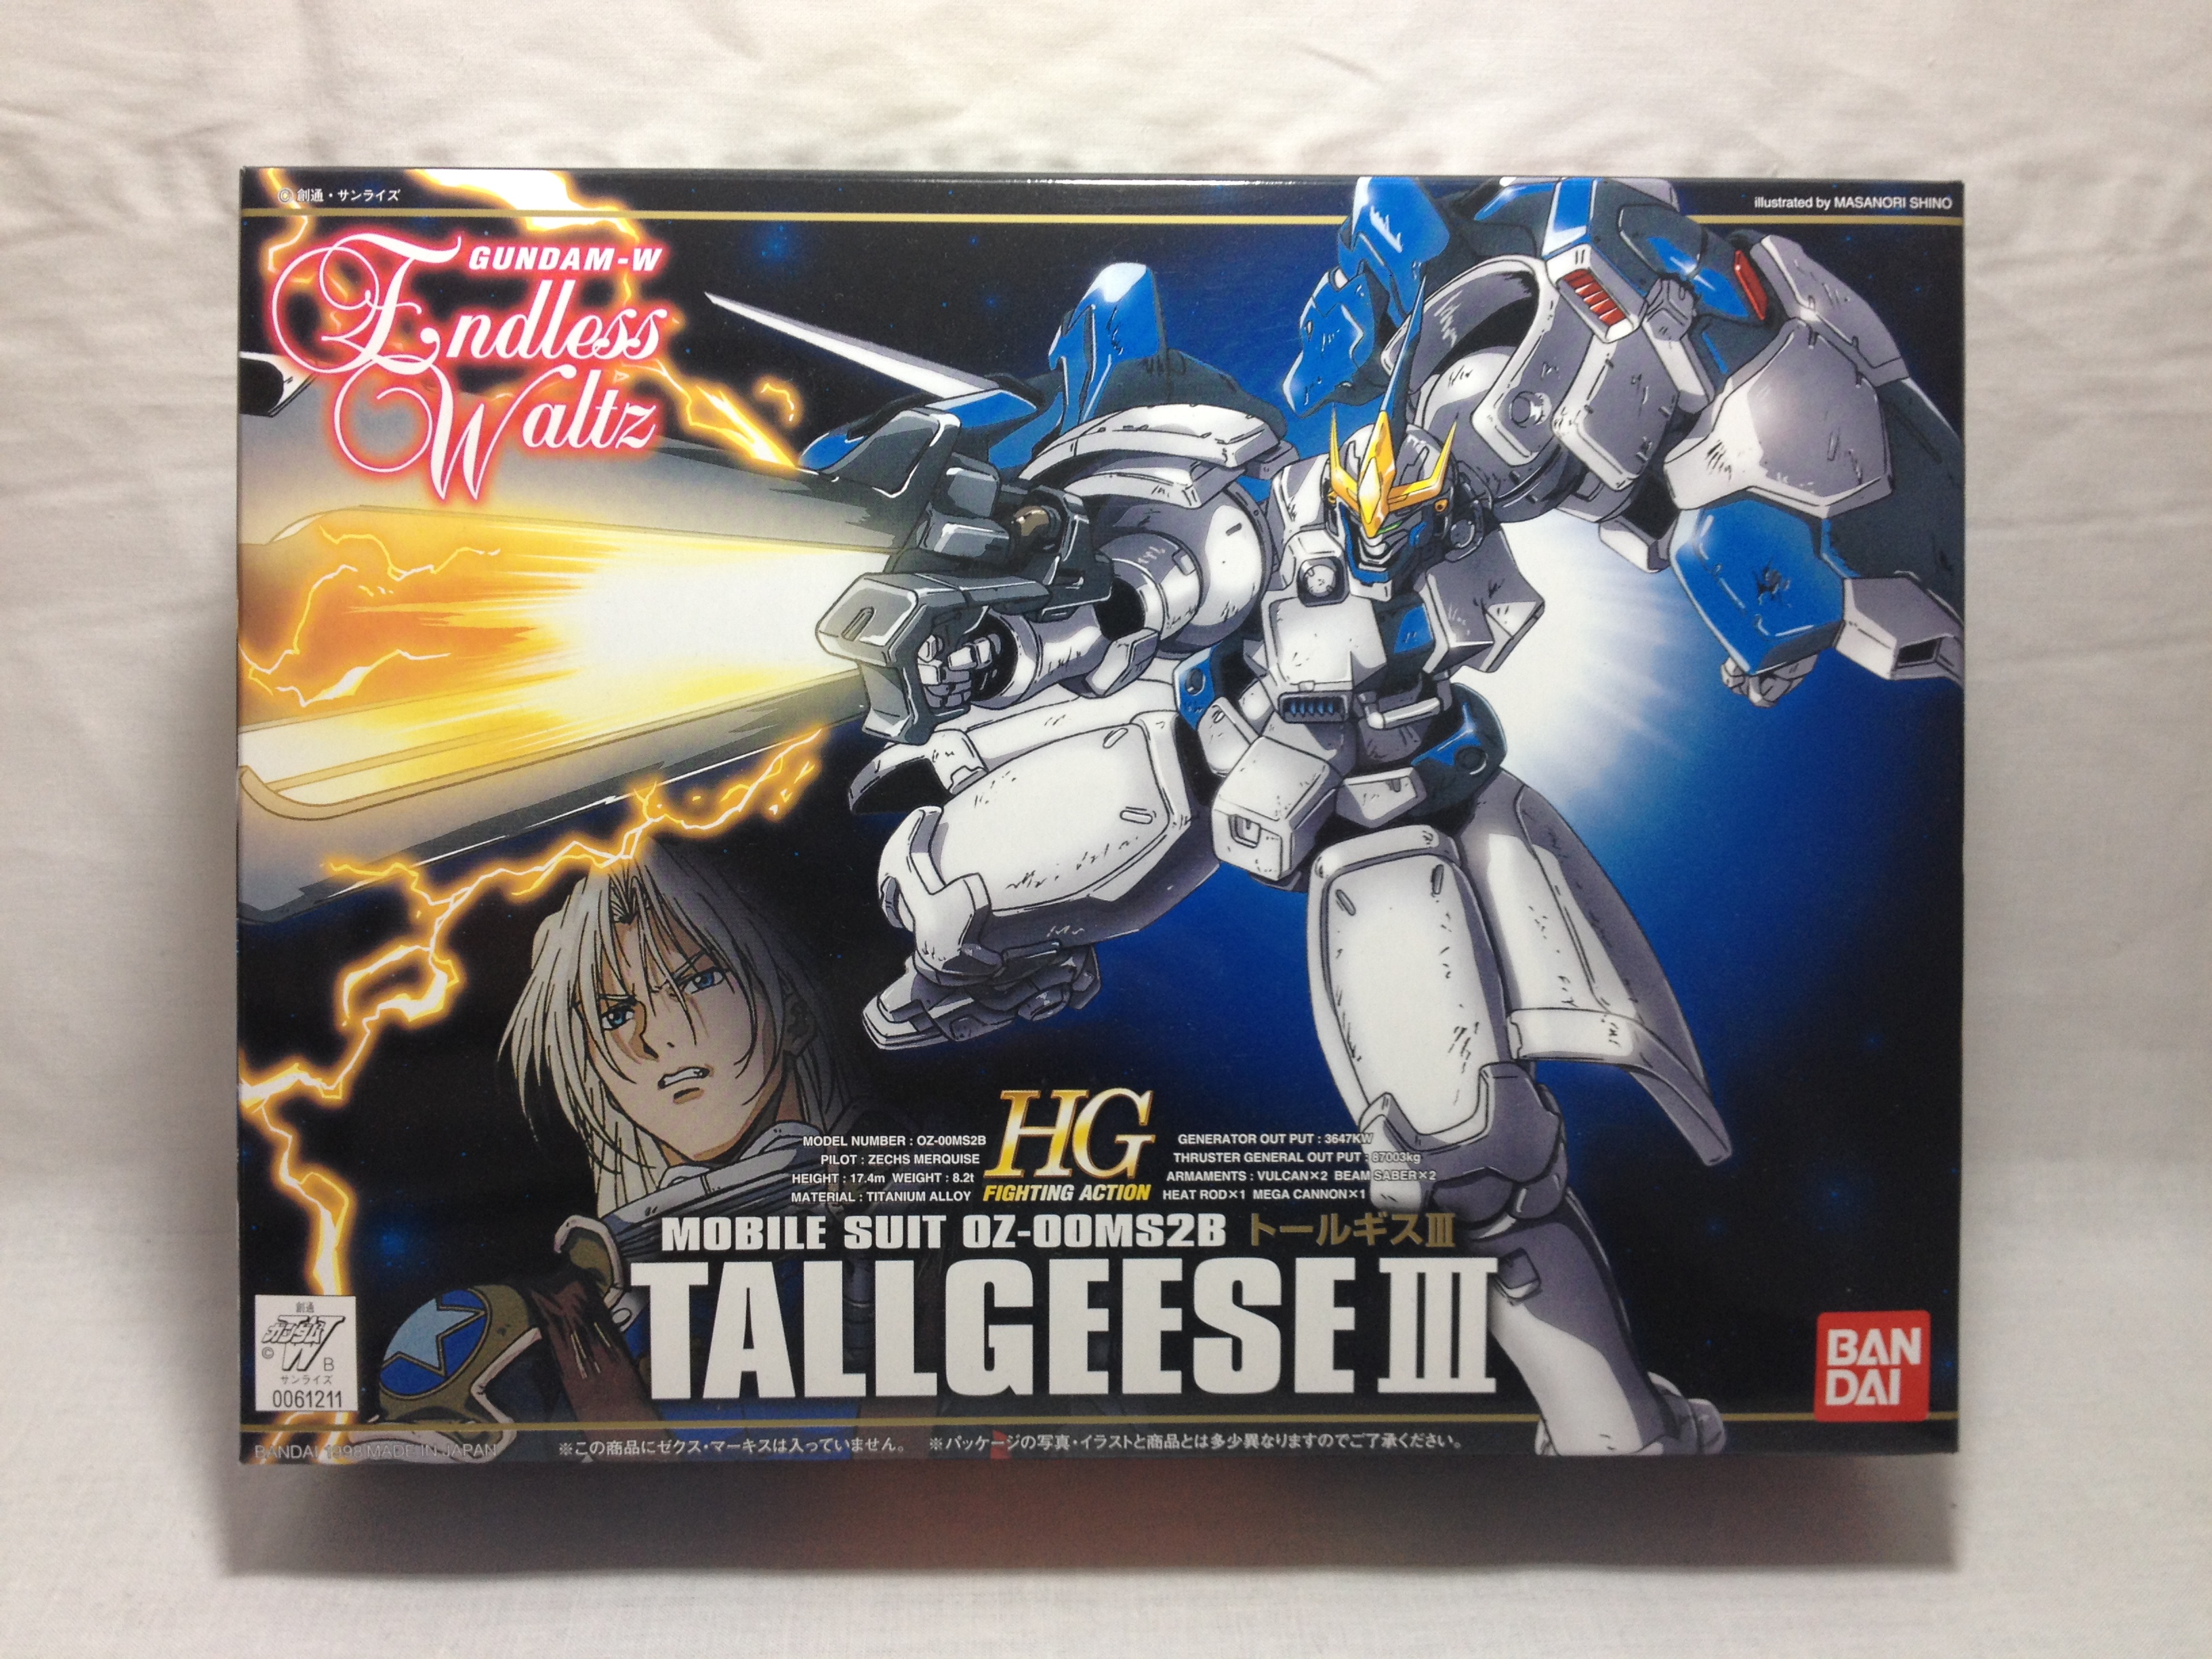 © 創通・サンライズ
illustrated by MASANORI SHINO
GUNDAM-W
Endless
Waltz
MODEL NUMBER : OZ-00MS2B
PILOT : ZECHS MERQUISE
HEIGHT : 17.4m WEIGHT : 8.2t
MATERIAL : TITANIUM ALLOY
HG
FIGHTING ACTION
GENERATOR OUT PUT : 3647KW
THRUSTER GENERAL OUT PUT : 87003kg
ARMAMENTS : VULCAN×2 BEAM SABER×2
HEAT ROD×1 MEGA CANNON×1
MOBILE SUIT OZ-00MS2B トールギスⅢ
TALLGEESE III
創通
ガンダム
W
© B
サンライズ
0061211
BAN
DAI
BANDAI 1998 MADE IN JAPAN
※この商品にゼクス・マーキスは入っていません。 ※パッケージの写真・イラストと商品とは多少異なりますのでご了承ください。